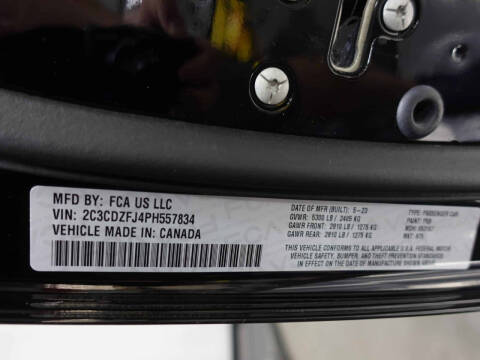 MFD BY: FCA US LLC
VIN: 2C3CDZFJ4PH557834
VEHICLE MADE IN: CANADA
DATE OF MFR (BUILT): 5-23
GVWR: 5300 LB / 2405 KG
GAWR FRONT: 2810 LB / 1275 KG
GAWR REAR: 2810 LB / 1275 KG
TYPE: PASSENGER CAR
PAINT: PX8
THIS VEHICLE CONFORMS TO ALL APPLICABLE U.S.A. FEDERAL MOTOR
VEHICLE SAFETY, BUMPER, AND THEFT PREVENTION STANDARDS
IN EFFECT ON THE DATE OF MANUFACTURE SHOWN ABOVE.